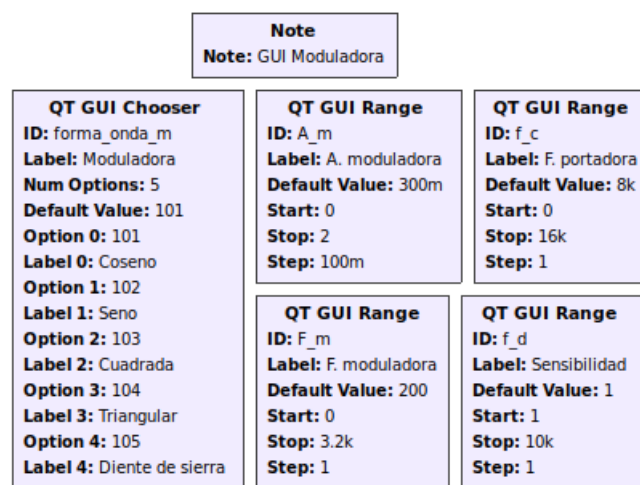 Note
Note: GUI Moduladora
QT GUI Chooser
ID: forma_onda_m
Label: Moduladora
Num Options: 5
Default Value: 101
Option 0: 101
Label 0: Coseno
Option 1: 102
Label 1: Seno
Option 2: 103
Label 2: Cuadrada
Option 3: 104
Label 3: Triangular
Option 4: 105
Label 4: Diente de sierra
QT GUI Range
ID: A_m
Label: A. moduladora
Default Value: 300m
Start: 0
Stop: 2
Step: 100m
QT GUI Range
ID: f_c
Label: F. portadora
Default Value: 8k
Start: 0
Stop: 16k
Step: 1
QT GUI Range
ID: F_m
Label: F. moduladora
Default Value: 200
Start: 0
Stop: 3.2k
Step: 1
QT GUI Range
ID: f_d
Label: Sensibilidad
Default Value: 1
Start: 1
Stop: 10k
Step: 1